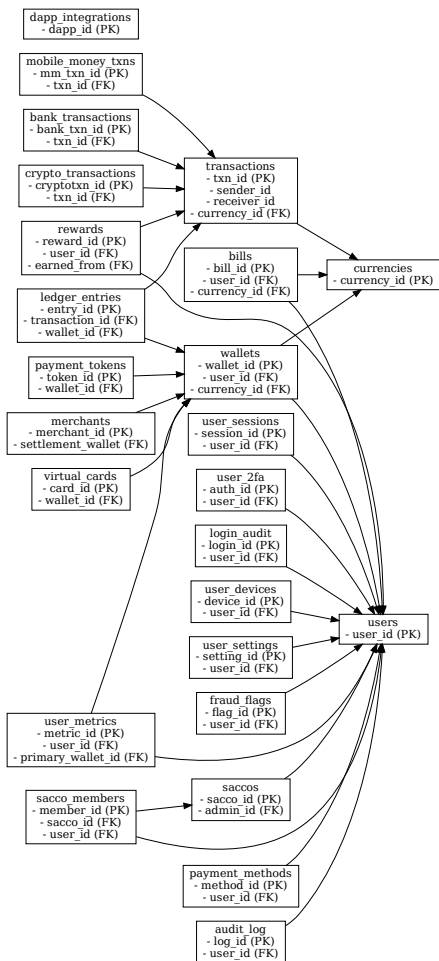 dapp_integrations
- dapp_id (PK)
mobile_money_txns
- mm_txn_id (PK)
- txn_id (FK)
bank_transactions
- bank_txn_id (PK)
- txn_id (FK)
crypto_transactions
- cryptotxn_id (PK)
- txn_id (FK)
transactions
- txn_id (PK)
- sender_id
- receiver_id
- currency_id (FK)
rewards
- reward_id (PK)
- user_id (FK)
- earned_from (FK)
bills
- bill_id (PK)
- user_id (FK)
- currency_id (FK)
currencies
- currency_id (PK)
ledger_entries
- entry_id (PK)
- transaction_id (FK)
- wallet_id (FK)
wallets
- wallet_id (PK)
- user_id (FK)
- currency_id (FK)
payment_tokens
- token_id (PK)
- wallet_id (FK)
merchants
- merchant_id (PK)
- settlement_wallet (FK)
user_sessions
- session_id (PK)
- user_id (FK)
virtual_cards
- card_id (PK)
- wallet_id (FK)
user_2fa
- auth_id (PK)
- user_id (FK)
login_audit
- login_id (PK)
- user_id (FK)
user_devices
- device_id (PK)
- user_id (FK)
users
- user_id (PK)
user_settings
- setting_id (PK)
- user_id (FK)
fraud_flags
- flag_id (PK)
- user_id (FK)
user_metrics
- metric_id (PK)
- user_id (FK)
- primary_wallet_id (FK)
saccos
- sacco_id (PK)
- admin_id (FK)
sacco_members
- member_id (PK)
- sacco_id (FK)
- user_id (FK)
payment_methods
- method_id (PK)
- user_id (FK)
audit_log
- log_id (PK)
- user_id (FK)